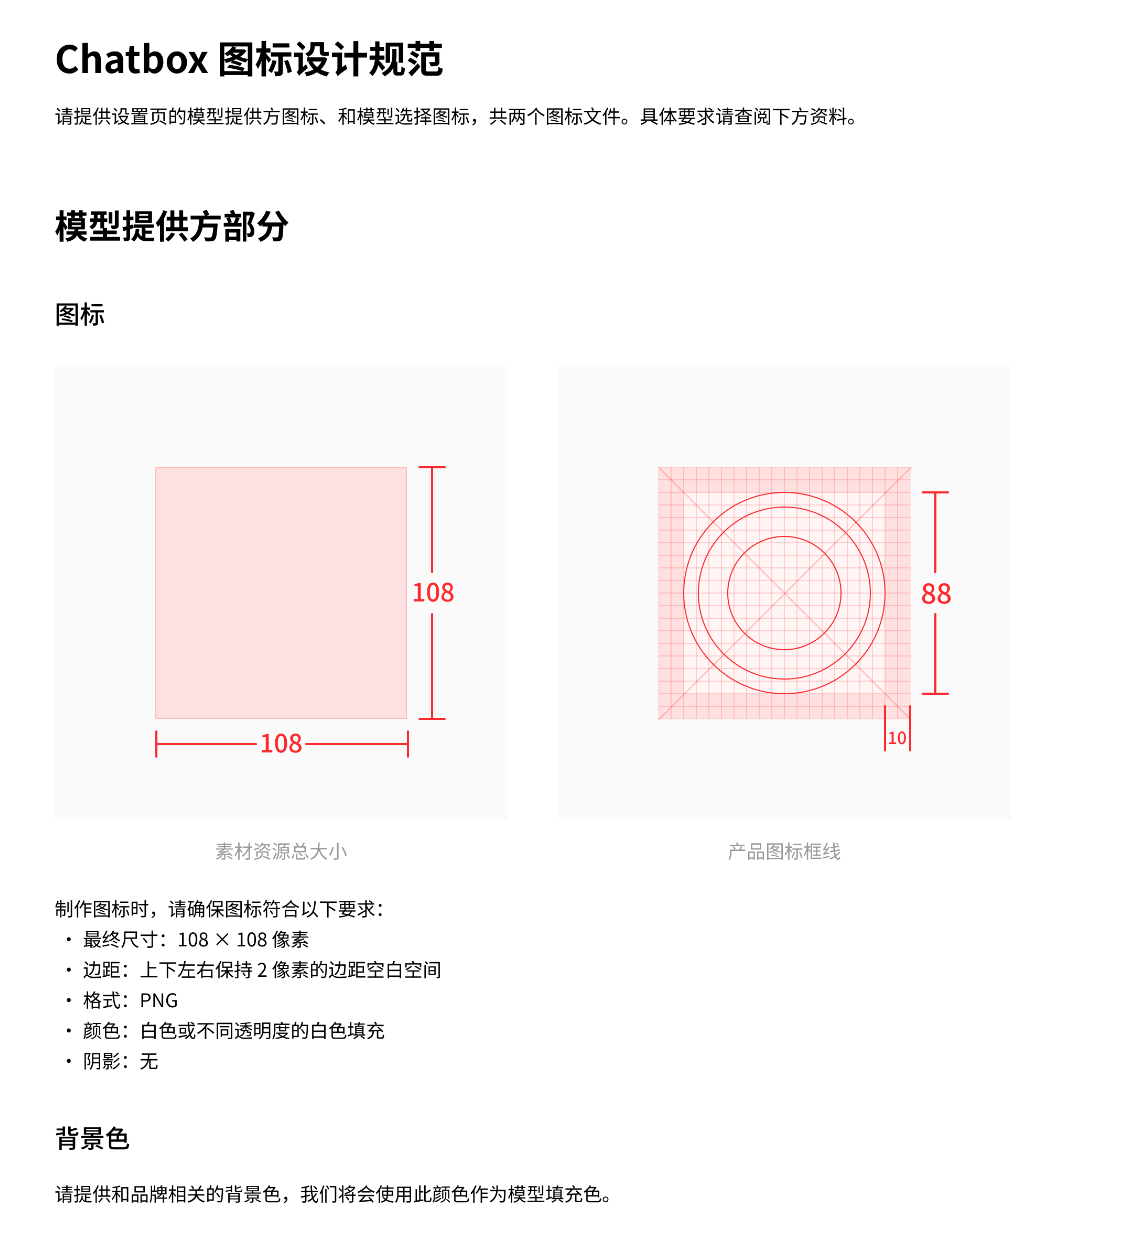 Chatbox 图标设计规范
请提供设置页的模型提供方图标、和模型选择图标，共两个图标文件。具体要求请查阅下方资料。
模型提供方部分
图标
108
108
88
10
素材资源总大小
产品图标框线
制作图标时，请确保图标符合以下要求：
• 最终尺寸：108 × 108 像素
• 边距：上下左右保持 2 像素的边距空白空间
• 格式：PNG
• 颜色：白色或不同透明度的白色填充
• 阴影：无
背景色
请提供和品牌相关的背景色，我们将会使用此颜色作为模型填充色。